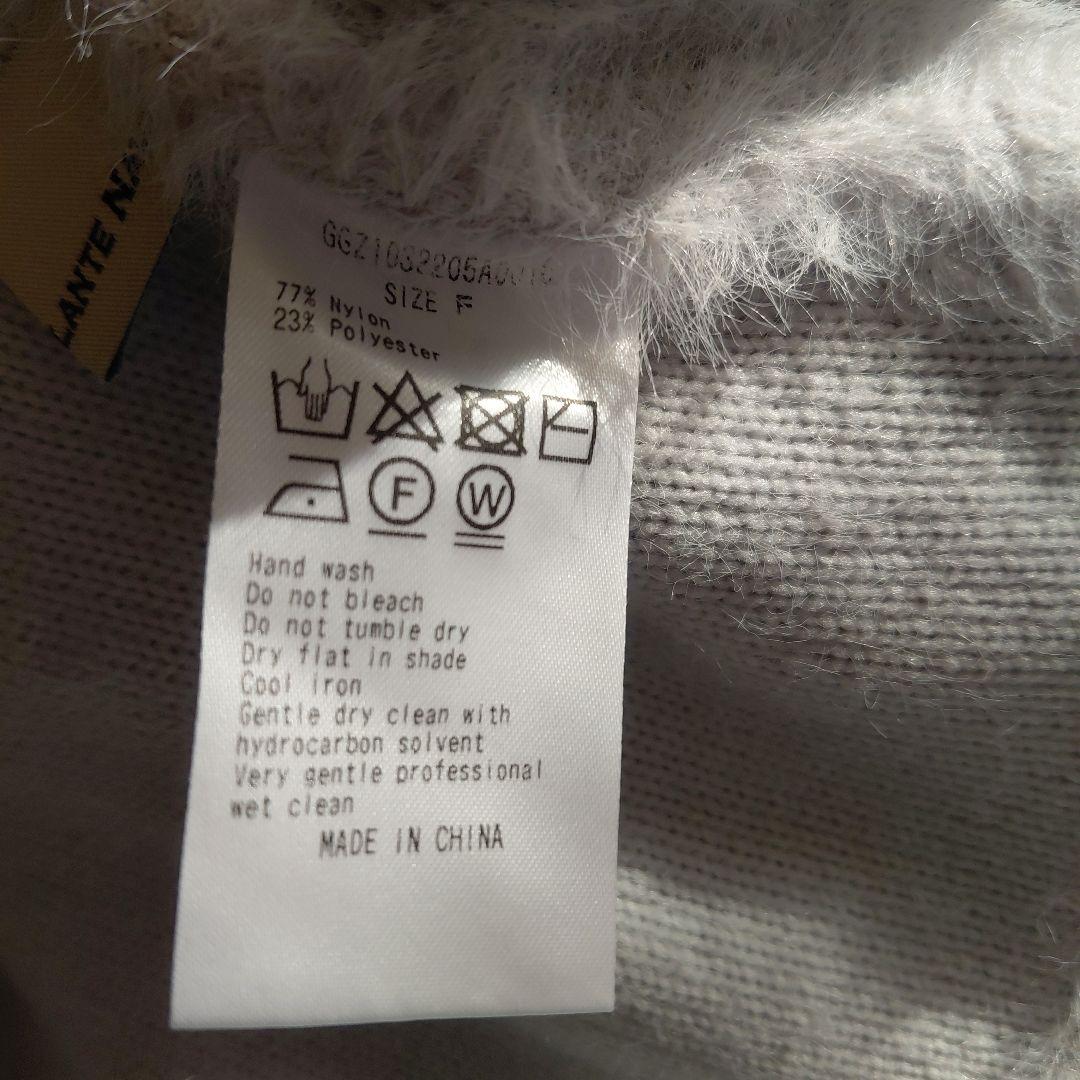 LANTE
SIZE F
77% Nylon
23% Polyester
F W
Hand wash
Do not bleach
Do not tumble dry
Dry flat in shade
Cool iron
Gentle dry clean with
hydrocarbon solvent
Very gentle professional
wet clean
MADE IN CHINA